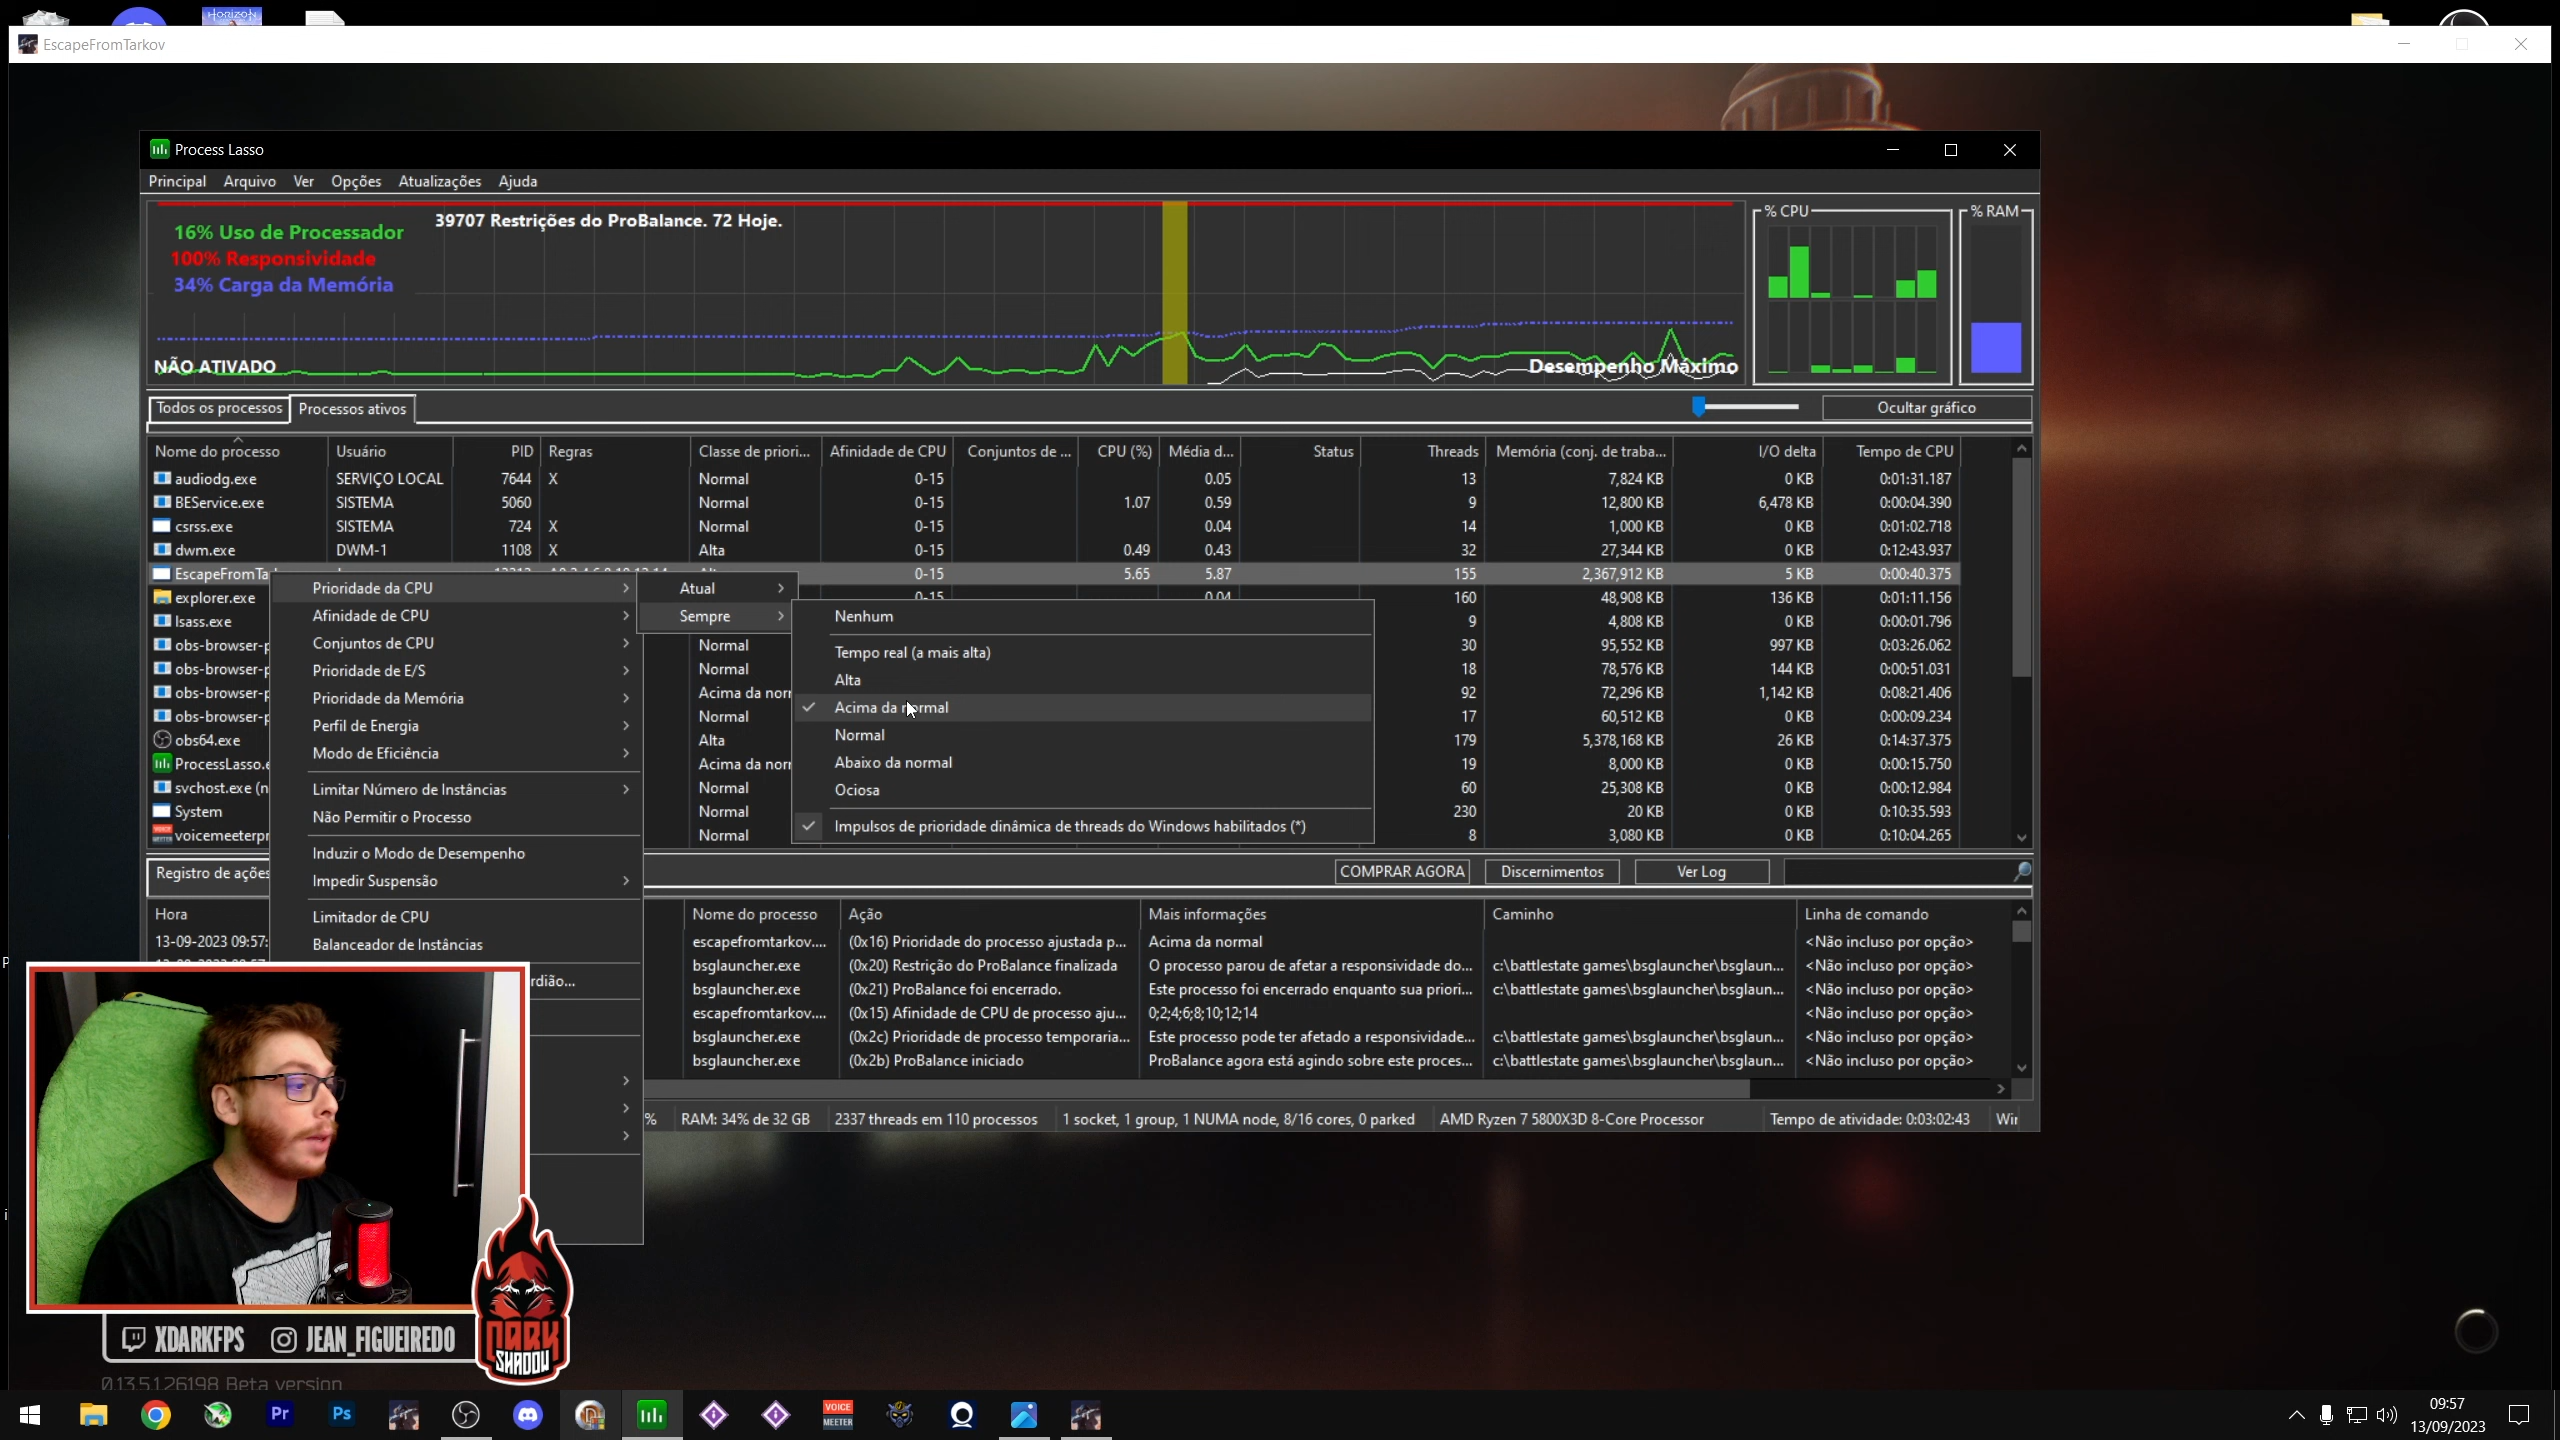 HORIZON
EscapeFromTarkov
Process Lasso
Principal Arquivo Ver Opções Atualizações Ajuda
16% Uso de Processador
100% Responsividade
34% Carga da Memória
39707 Restrições do ProBalance. 72 Hoje.
NÃO ATIVADO
Desempenho Máximo
% CPU
% RAM
Todos os processos Processos ativos
Ocultar gráfico
Nome do processo Usuário PID Regras Classe de priori... Afinidade de CPU Conjuntos de ... CPU (%) Média d... Status Threads Memória (conj. de traba... I/O delta Tempo de CPU
audiodg.exe SERVIÇO LOCAL 7644 X Normal 0-15 0.05 13 7,824 KB 0 KB 0:01:31.187
BEService.exe SISTEMA 5060 Normal 0-15 1.07 0.59 9 12,800 KB 6,478 KB 0:00:04.390
csrss.exe SISTEMA 724 X Normal 0-15 0.04 14 1,000 KB 0 KB 0:01:02.718
dwm.exe DWM-1 1108 X Alta 0-15 0.49 0.43 32 27,344 KB 0 KB 0:12:43.937
EscapeFromTa 0-15 5.65 5.87 155 2,367,912 KB 5 KB 0:00:40.375
explorer.exe 0-15 0.04 160 48,908 KB 136 KB 0:01:11.156
lsass.exe 9 4,808 KB 0 KB 0:00:01.796
obs-browser-p Normal 30 95,552 KB 997 KB 0:03:26.062
obs-browser-p Normal 18 78,576 KB 144 KB 0:00:51.031
obs-browser-p Acima da nor 92 72,296 KB 1,142 KB 0:08:21.406
obs-browser-p Normal 17 60,512 KB 0 KB 0:00:09.234
obs64.exe Alta 179 5,378,168 KB 26 KB 0:14:37.375
ProcessLasso.e Acima da nor 19 8,000 KB 0 KB 0:00:15.750
svchost.exe (n Normal 60 25,308 KB 0 KB 0:00:12.984
System Normal 230 20 KB 0 KB 0:10:35.593
voicemeeterpr Normal 8 3,080 KB 0 KB 0:10:04.265
Prioridade da CPU
Afinidade de CPU
Conjuntos de CPU
Prioridade de E/S
Prioridade da Memória
Perfil de Energia
Modo de Eficiência
Limitar Número de Instâncias
Não Permitir o Processo
Induzir o Modo de Desempenho
Impedir Suspensão
Limitador de CPU
Balanceador de Instâncias
rdião...
Atual
Sempre
Nenhum
Tempo real (a mais alta)
Alta
Acima da normal
Normal
Abaixo da normal
Ociosa
Impulsos de prioridade dinâmica de threads do Windows habilitados (*)
Registro de ações
COMPRAR AGORA Discernimentos Ver Log
Hora Nome do processo Ação Mais informações Caminho Linha de comando
13-09-2023 09:57: escapefromtarkov.... (0x16) Prioridade do processo ajustada p... Acima da normal <Não incluso por opção>
bsglauncher.exe (0x20) Restrição do ProBalance finalizada O processo parou de afetar a responsividade do... c:\battlestate games\bsglauncher\bsglaun... <Não incluso por opção>
bsglauncher.exe (0x21) ProBalance foi encerrado. Este processo foi encerrado enquanto sua priori... c:\battlestate games\bsglauncher\bsglaun... <Não incluso por opção>
escapefromtarkov.... (0x15) Afinidade de CPU de processo aju... 0;2;4;6;8;10;12;14 <Não incluso por opção>
bsglauncher.exe (0x2c) Prioridade de processo temporaria... Este processo pode ter afetado a responsividade... c:\battlestate games\bsglauncher\bsglaun... <Não incluso por opção>
bsglauncher.exe (0x2b) ProBalance iniciado ProBalance agora está agindo sobre este proces... c:\battlestate games\bsglauncher\bsglaun... <Não incluso por opção>
% RAM: 34% de 32 GB 2337 threads em 110 processos 1 socket, 1 group, 1 NUMA node, 8/16 cores, 0 parked AMD Ryzen 7 5800X3D 8-Core Processor Tempo de atividade: 0:03:02:43 Wir
XDARKFPS JEAN_FIGUEIREDO
DARK
SHADOW
0.13.5.1.26198 Beta version
Pr Ps
VOICE
MEETER
09:57
13/09/2023